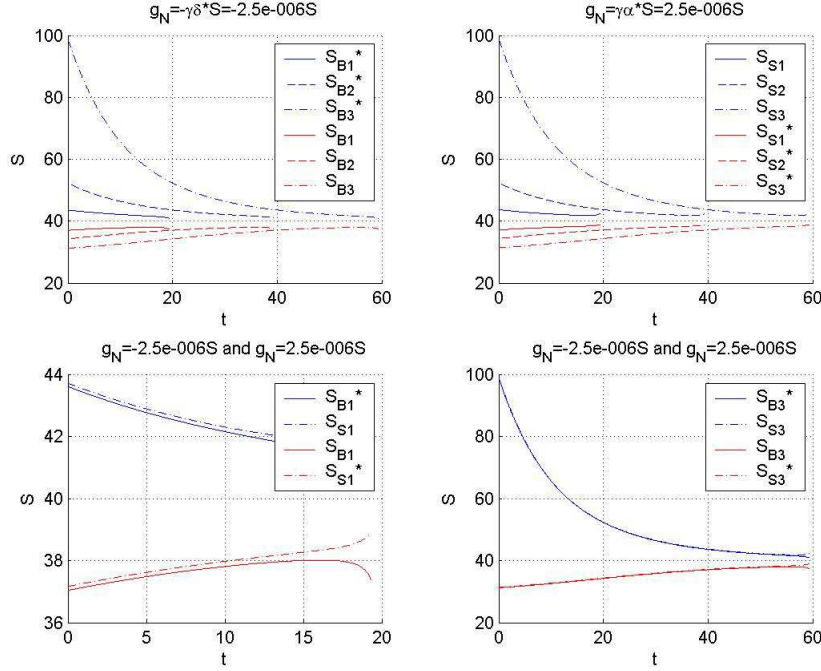 g_N=-γδ*S=-2.5e-006S
100
80
60
40
20
0
20
40
60
S
t
S_B1*
S_B2*
S_B3*
S_B1
S_B2
S_B3
g_N=γα*S=2.5e-006S
100
80
60
40
20
0
20
40
60
S
t
S_S1
S_S2
S_S3
S_S1*
S_S2*
S_S3*
g_N=-2.5e-006S and g_N=2.5e-006S
44
42
40
38
36
0
5
10
15
20
S
t
S_B1*
S_S1
S_B1
S_S1*
g_N=-2.5e-006S and g_N=2.5e-006S
100
80
60
40
20
0
20
40
60
S
t
S_B3*
S_S3
S_B3
S_S3*